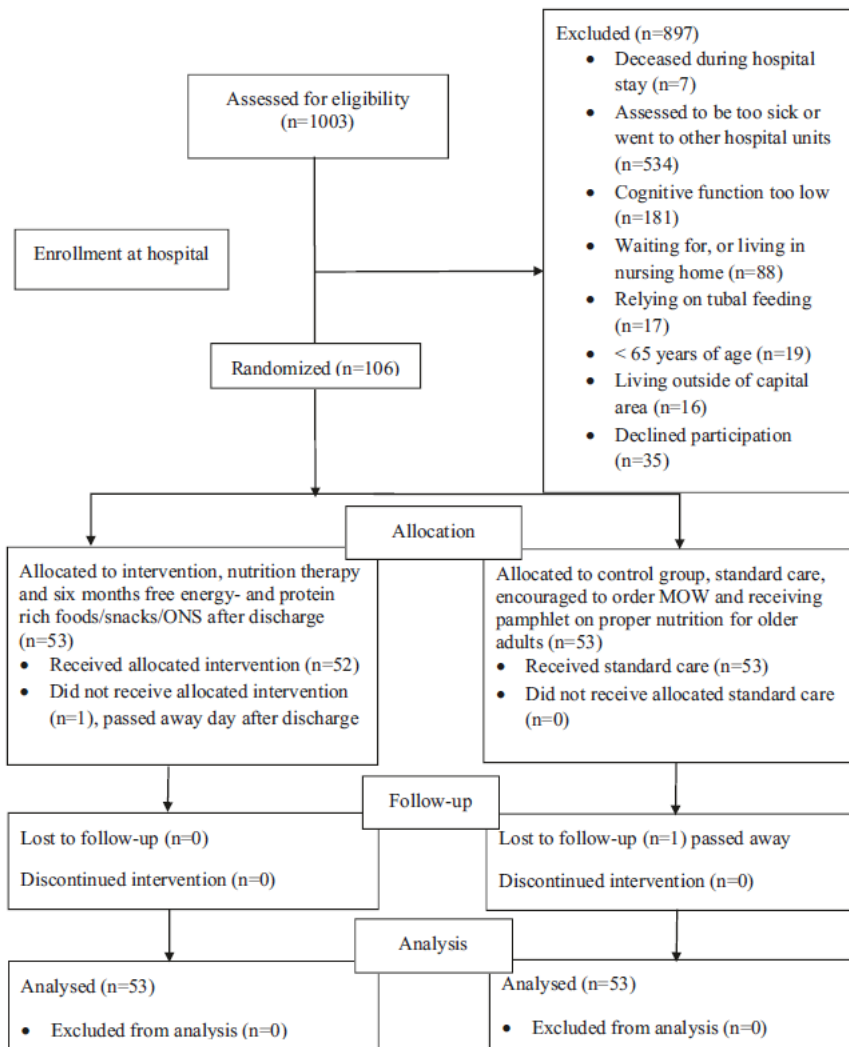 Assessed for eligibility
(n=1003)
Excluded (n=897)
• Deceased during hospital
stay (n=7)
• Assessed to be too sick or
went to other hospital units
(n=534)
• Cognitive function too low
(n=181)
• Waiting for, or living in
nursing home (n=88)
• Relying on tubal feeding
(n=17)
• < 65 years of age (n=19)
• Living outside of capital
area (n=16)
• Declined participation
(n=35)
Enrollment at hospital
Randomized (n=106)
Allocation
Allocated to intervention, nutrition therapy
and six months free energy- and protein
rich foods/snacks/ONS after discharge
(n=53)
• Received allocated intervention (n=52)
• Did not receive allocated intervention
(n=1), passed away day after discharge
Allocated to control group, standard care,
encouraged to order MOW and receiving
pamphlet on proper nutrition for older
adults (n=53)
• Received standard care (n=53)
• Did not receive allocated standard care
(n=0)
Follow-up
Lost to follow-up (n=0)
Discontinued intervention (n=0)
Lost to follow-up (n=1) passed away
Discontinued intervention (n=0)
Analysis
Analysed (n=53)
• Excluded from analysis (n=0)
Analysed (n=53)
• Excluded from analysis (n=0)